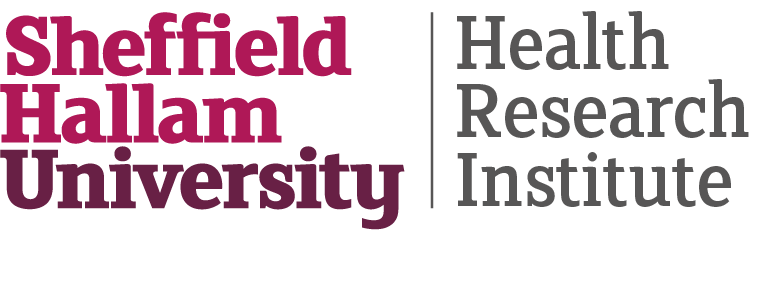 Sheffield
Hallam
University
Health
Research
Institute